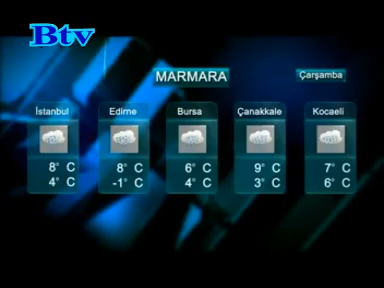 Btv
MARMARA
Çarşamba
İstanbul Edirne Bursa Çanakkale Kocaeli
8° C 8° C 6° C 9° C 7° C
4° C -1° C 4° C 3° C 6° C